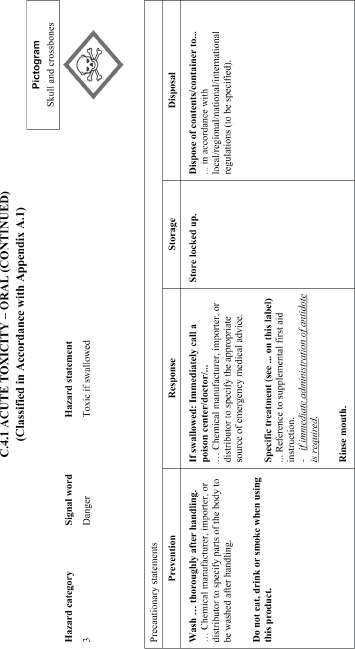 C.4.1 ACUTE TOXICITY – ORAL (CONTINUED)
(Classified in Accordance with Appendix A.1)
Pictogram
Skull and crossbones
Hazard category
Signal word
Hazard statement
3
Danger
Toxic if swallowed
Precautionary statements
Prevention
Response
Storage
Disposal
Wash … thoroughly after handling.
… Chemical manufacturer, importer, or
distributor to specify parts of the body to
be washed after handling.
Do not eat, drink or smoke when using
this product.
If swallowed: Immediately call a
poison center/doctor/...
… Chemical manufacturer, importer, or
distributor to specify the appropriate
source of emergency medical advice.
Specific treatment (see ... on this label)
... Reference to supplemental first aid
instruction.
- if immediate administration of antidote
is required.
Rinse mouth.
Store locked up.
Dispose of contents/container to...
... in accordance with
local/regional/national/international
regulations (to be specified).